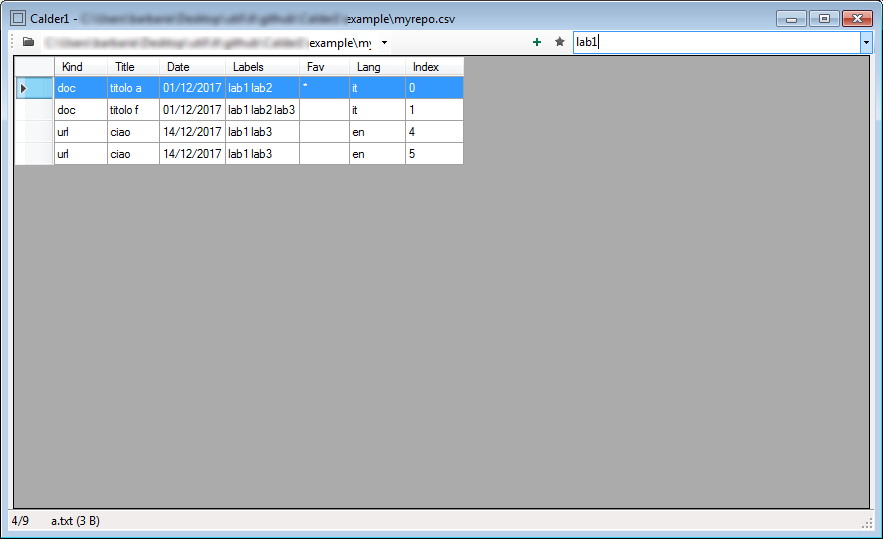 Calder1 - example\myrepo.csv
example\my lab1
Kind Title Date Labels Fav Lang Index
doc titolo a 01/12/2017 lab1 lab2 * it 0
doc titolo f 01/12/2017 lab1 lab2 lab3 it 1
url ciao 14/12/2017 lab1 lab3 en 4
url ciao 14/12/2017 lab1 lab3 en 5
4/9 a.txt (3 B)